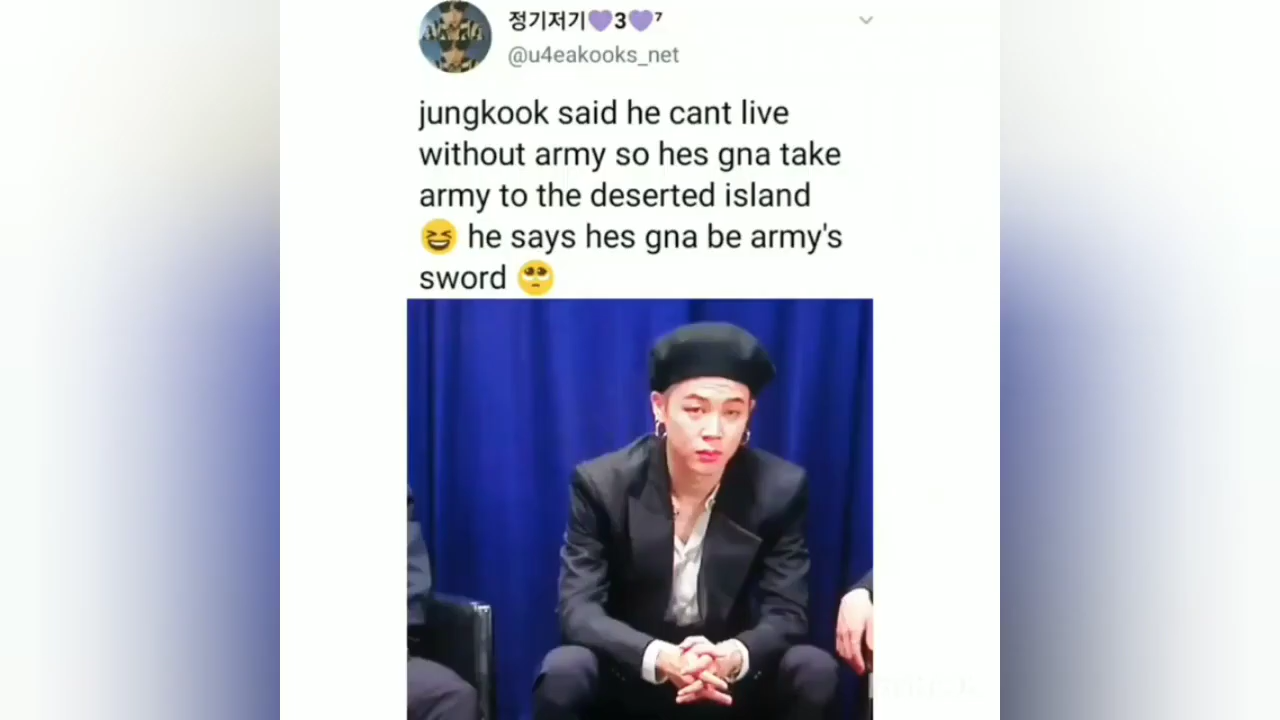 정기저기💜3💜⁷
@u4eakooks_net
jungkook said he cant live
without army so hes gna take
army to the deserted island
😆 he says hes gna be army's
sword 🥺